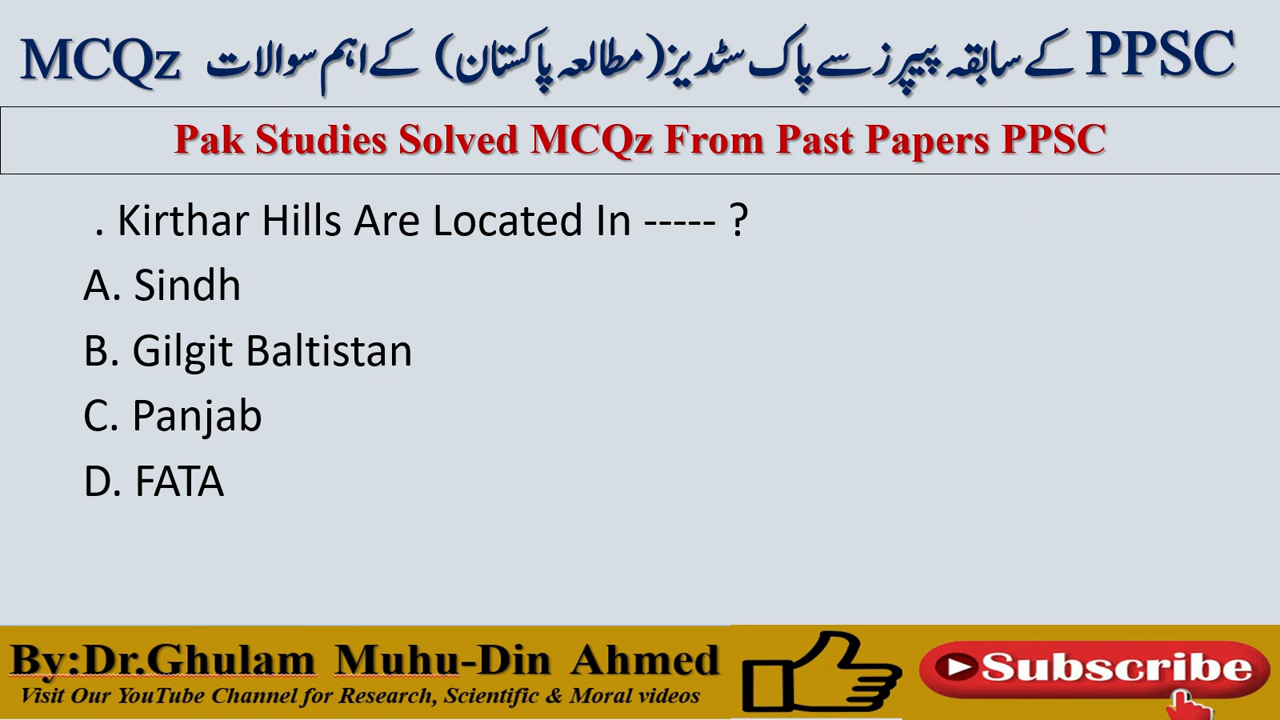 PPSC کے سابقہ پیپرز سے پاک سٹڈیز (مطالعہ پاکستان) کے اہم سوالات MCQz
Pak Studies Solved MCQz From Past Papers PPSC
. Kirthar Hills Are Located In ----- ?
A. Sindh
B. Gilgit Baltistan
C. Panjab
D. FATA
By:Dr.Ghulam Muhu-Din Ahmed
Visit Our YouTube Channel for Research, Scientific & Moral videos
Subscribe